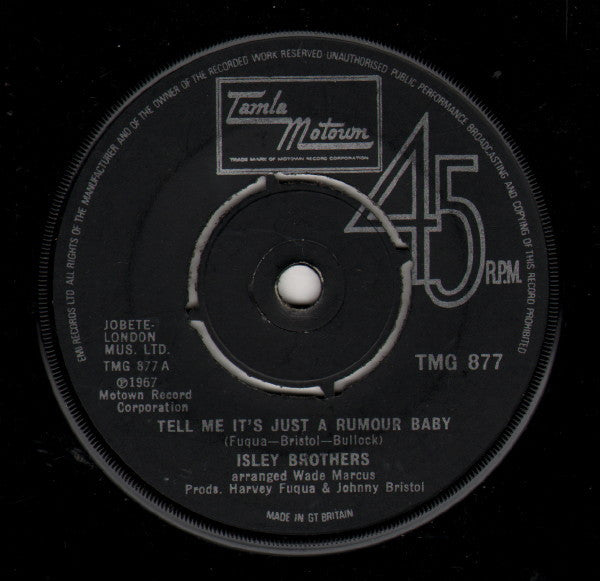 EMI RECORDS LTD ALL RIGHTS OF THE MANUFACTURER AND OF THE OWNER OF THE RECORDED WORK RESERVED·UNAUTHORISED PUBLIC PERFORMANCE BROADCASTING AND COPYING OF THIS RECORD PROHIBITED
Tamla
Motown
TRADE MARK OF MOTOWN RECORD CORPORATION
45
R.P.M.
JOBETE-
LONDON
MUS. LTD.
TMG 877 A
℗1967
Motown Record
Corporation
TMG 877
TELL ME IT'S JUST A RUMOUR BABY
(Fuqua—Bristol—Bullock)
ISLEY BROTHERS
arranged Wade Marcus
Prods. Harvey Fuqua & Johnny Bristol
MADE IN GT BRITAIN